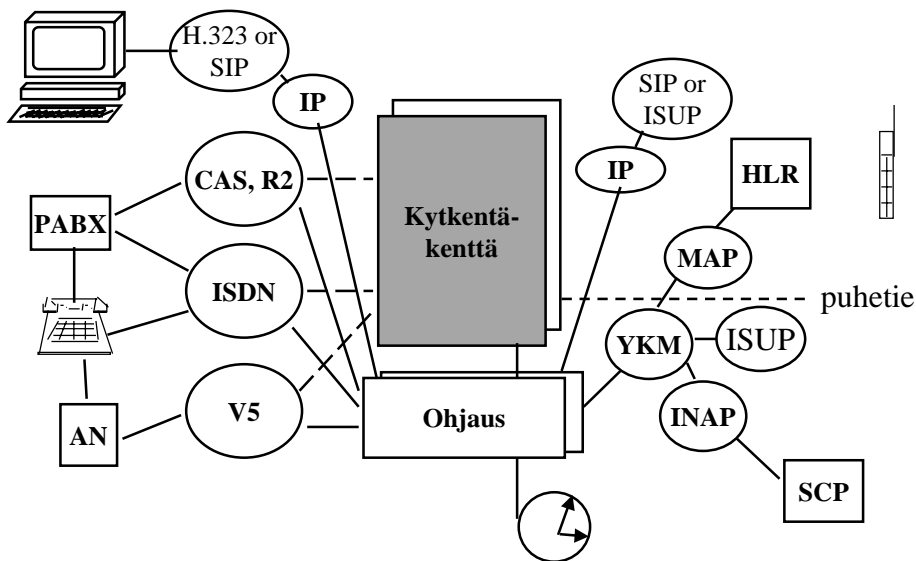 H.323 or
SIP
IP
SIP or
ISUP
IP
HLR
CAS, R2
PABX
Kytkentä-
kenttä
MAP
ISDN
puhetie
YKM
ISUP
V5
AN
Ohjaus
INAP
SCP